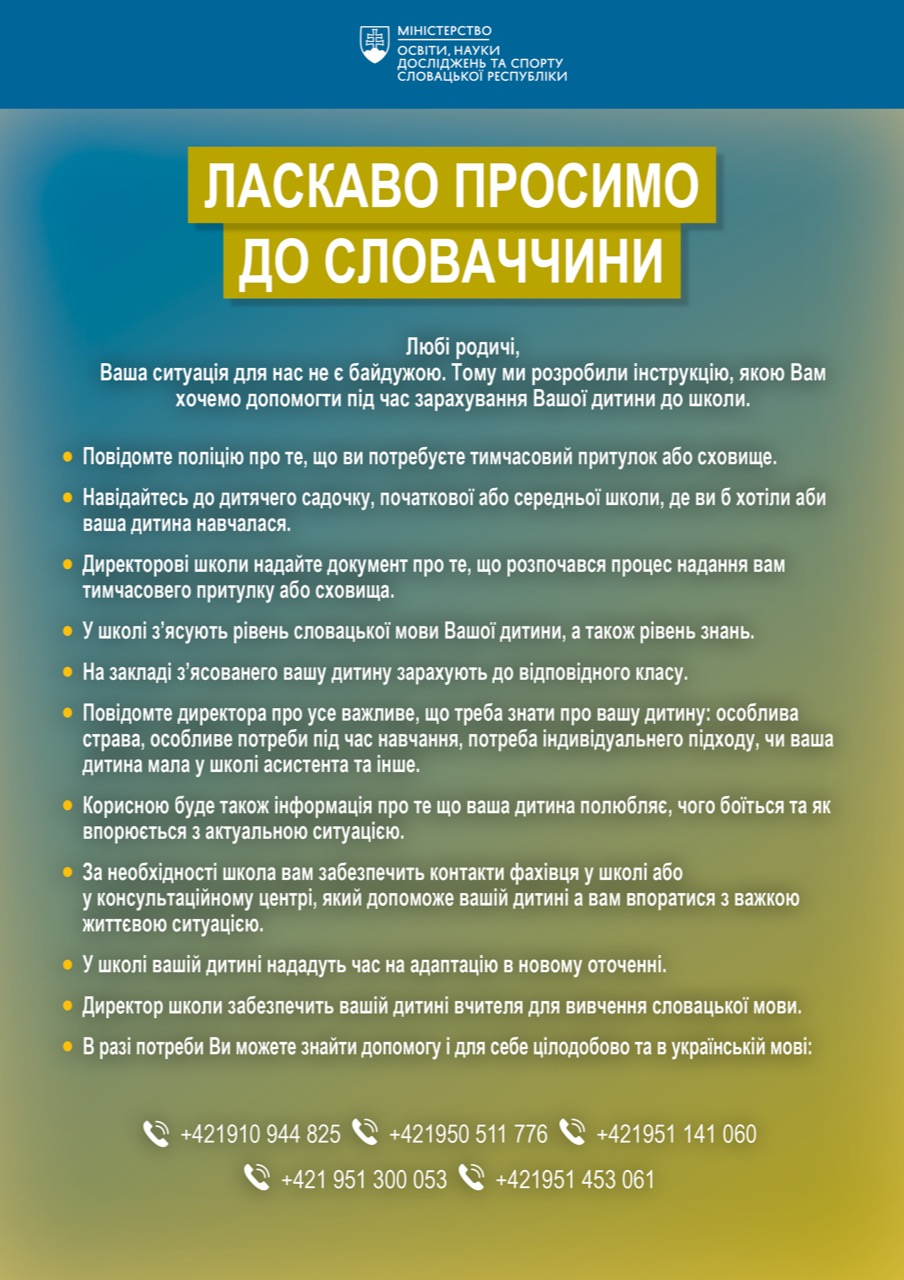 МІНІСТЕРСТВО
ОСВІТИ, НАУКИ
ДОСЛІДЖЕНЬ ТА СПОРТУ
СЛОВАЦЬКОЇ РЕСПУБЛІКИ
ЛАСКАВО ПРОСИМО
ДО СЛОВАЧЧИНИ
Любі родичі,
Ваша ситуація для нас не є байдужою. Тому ми розробили інструкцію, якою Вам
хочемо допомогти під час зарахування Вашої дитини до школи.
• Повідомте поліцію про те, що ви потребуєте тимчасовий притулок або сховище.
• Навідайтесь до дитячего садочку, початкової або середньої школи, де ви б хотіли аби
ваша дитина навчалася.
• Директорові школи надайте документ про те, що розпочався процес надання вам
тимчасового притулку або сховища.
• У школі з’ясують рівень словацької мови Вашої дитини, а також рівень знань.
• На закладі з’ясованего вашу дитину зарахують до відповідного класу.
• Повідомте директора про усе важливе, що треба знати про вашу дитину: особлива
страва, особливе потреби під час навчання, потреба індивідуальнего підходу, чи ваша
дитина мала у школі асистента та інше.
• Корисною буде також інформація про те що ваша дитина полюбляє, чого боїться та як
впорюється з актуальною ситуацією.
• За необхідності школа вам забезпечить контакти фахівця у школі або
у консультаційному центрі, який допоможе вашій дитині а вам впоратися з важкою
життєвою ситуацією.
• У школі вашій дитині нададуть час на адаптацію в новому оточенні.
• Директор школи забезпечить вашій дитині вчителя для вивчення словацької мови.
• В разі потреби Ви можете знайти допомогу і для себе цілодобово та в українській мові:
+421910 944 825 +421950 511 776 +421951 141 060
+421 951 300 053 +421951 453 061